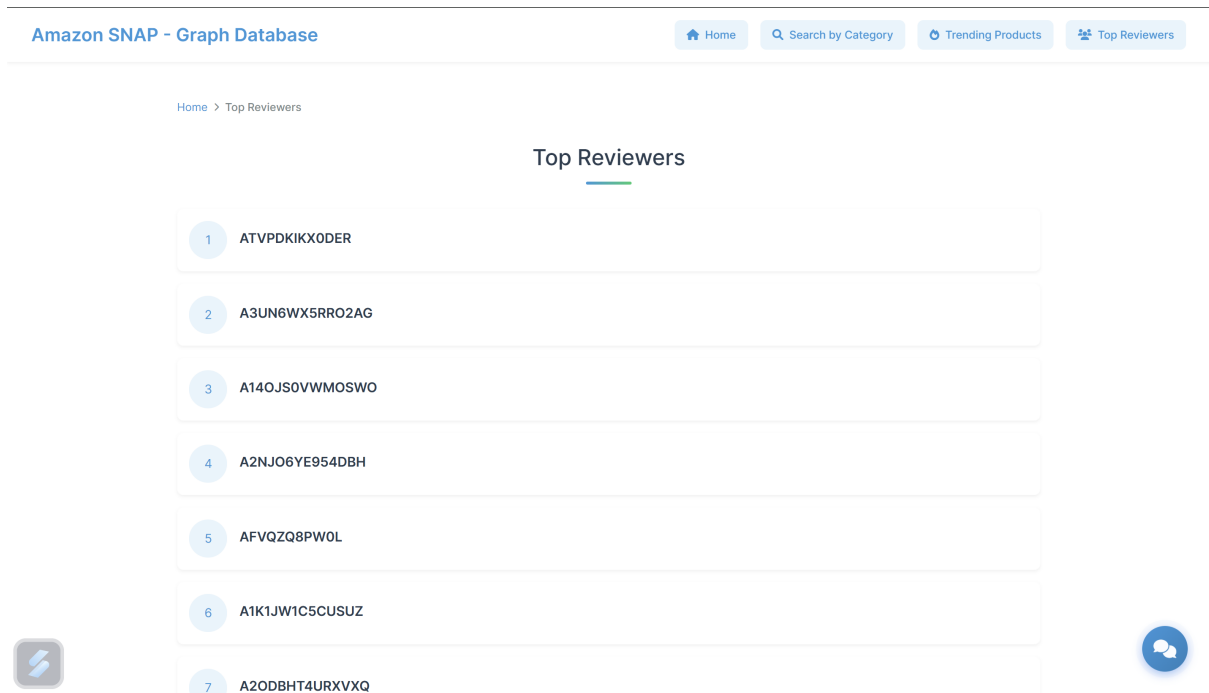 Amazon SNAP - Graph Database
Home
Search by Category
Trending Products
Top Reviewers
Home > Top Reviewers
Top Reviewers
1 ATVPDKIKX0DER
2 A3UN6WX5RRO2AG
3 A14OJS0VWMOSWO
4 A2NJO6YE954DBH
5 AFVQZQ8PW0L
6 A1K1JW1C5CUSUZ
7 A2ODBHT4URXVXQ